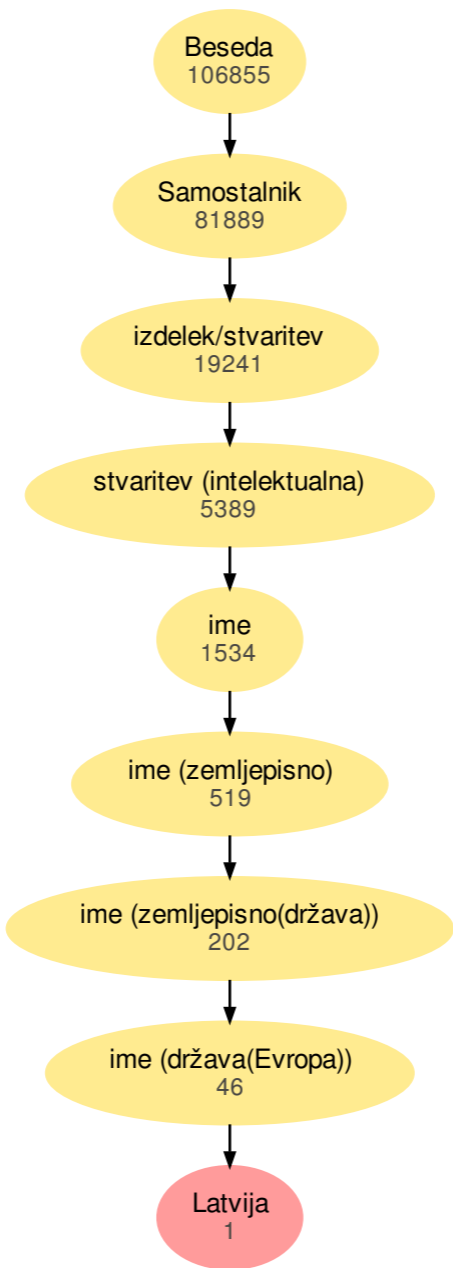 Beseda
106855
Samostalnik
81889
izdelek/stvaritev
19241
stvaritev (intelektualna)
5389
ime
1534
ime (zemljepisno)
519
ime (zemljepisno(država))
202
ime (država(Evropa))
46
Latvija
1